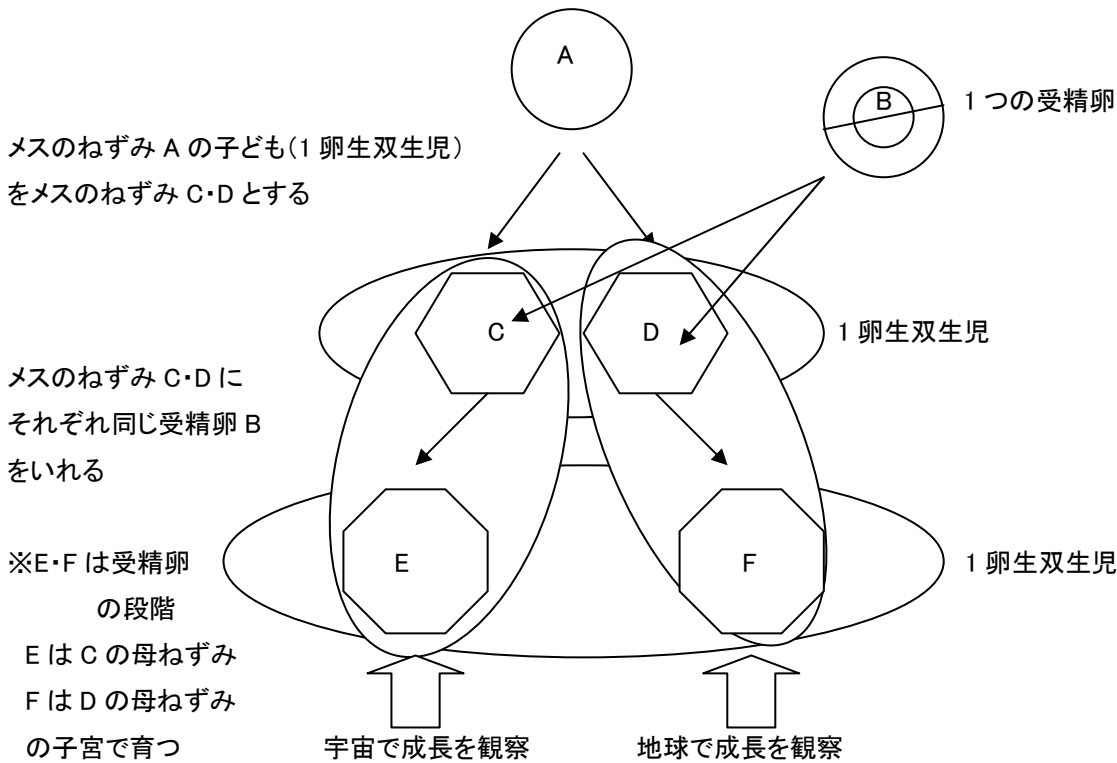 A
B
1 つの受精卵
メスのねずみ A の子ども(1 卵生双生児)
をメスのねずみ C・D とする
C
D
1 卵生双生児
メスのねずみ C・D に
それぞれ同じ受精卵 B
をいれる
E
F
1 卵生双生児
※E・F は受精卵
の段階
E は C の母ねずみ
F は D の母ねずみ
の子宮で育つ
宇宙で成長を観察
地球で成長を観察